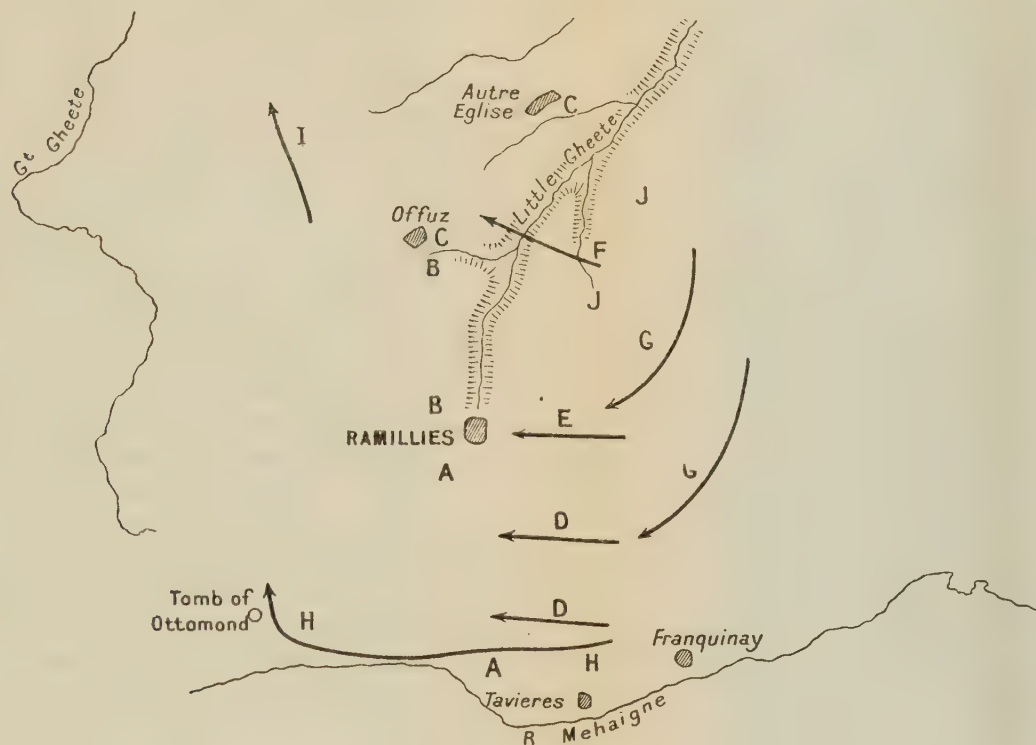 Gt Gheete
I
Autre
Eglise
C
Little Gheete
J
Offuz
C
B
F
J
G
B
RAMILLIES
E
A
G
D
Tomb of
Ottomond
H
D
A
H
Franquinay
Tavieres
R Mehaigne